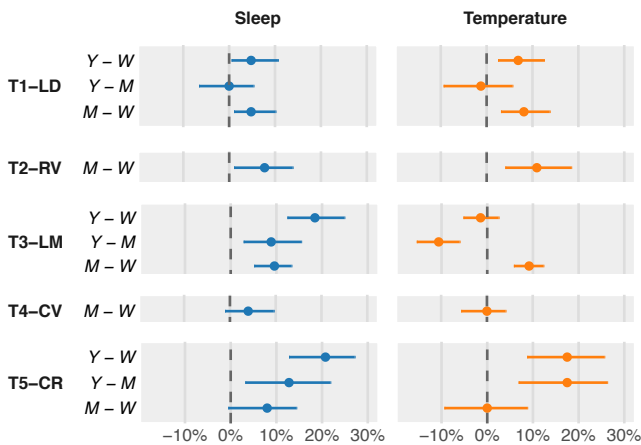 Sleep Temperature
Y – W
T1–LD Y – M
M – W
T2–RV M – W
Y – W
T3–LM Y – M
M – W
T4–CV M – W
Y – W
T5–CR Y – M
M – W
−10% 0% 10% 20% 30% −10% 0% 10% 20% 30%